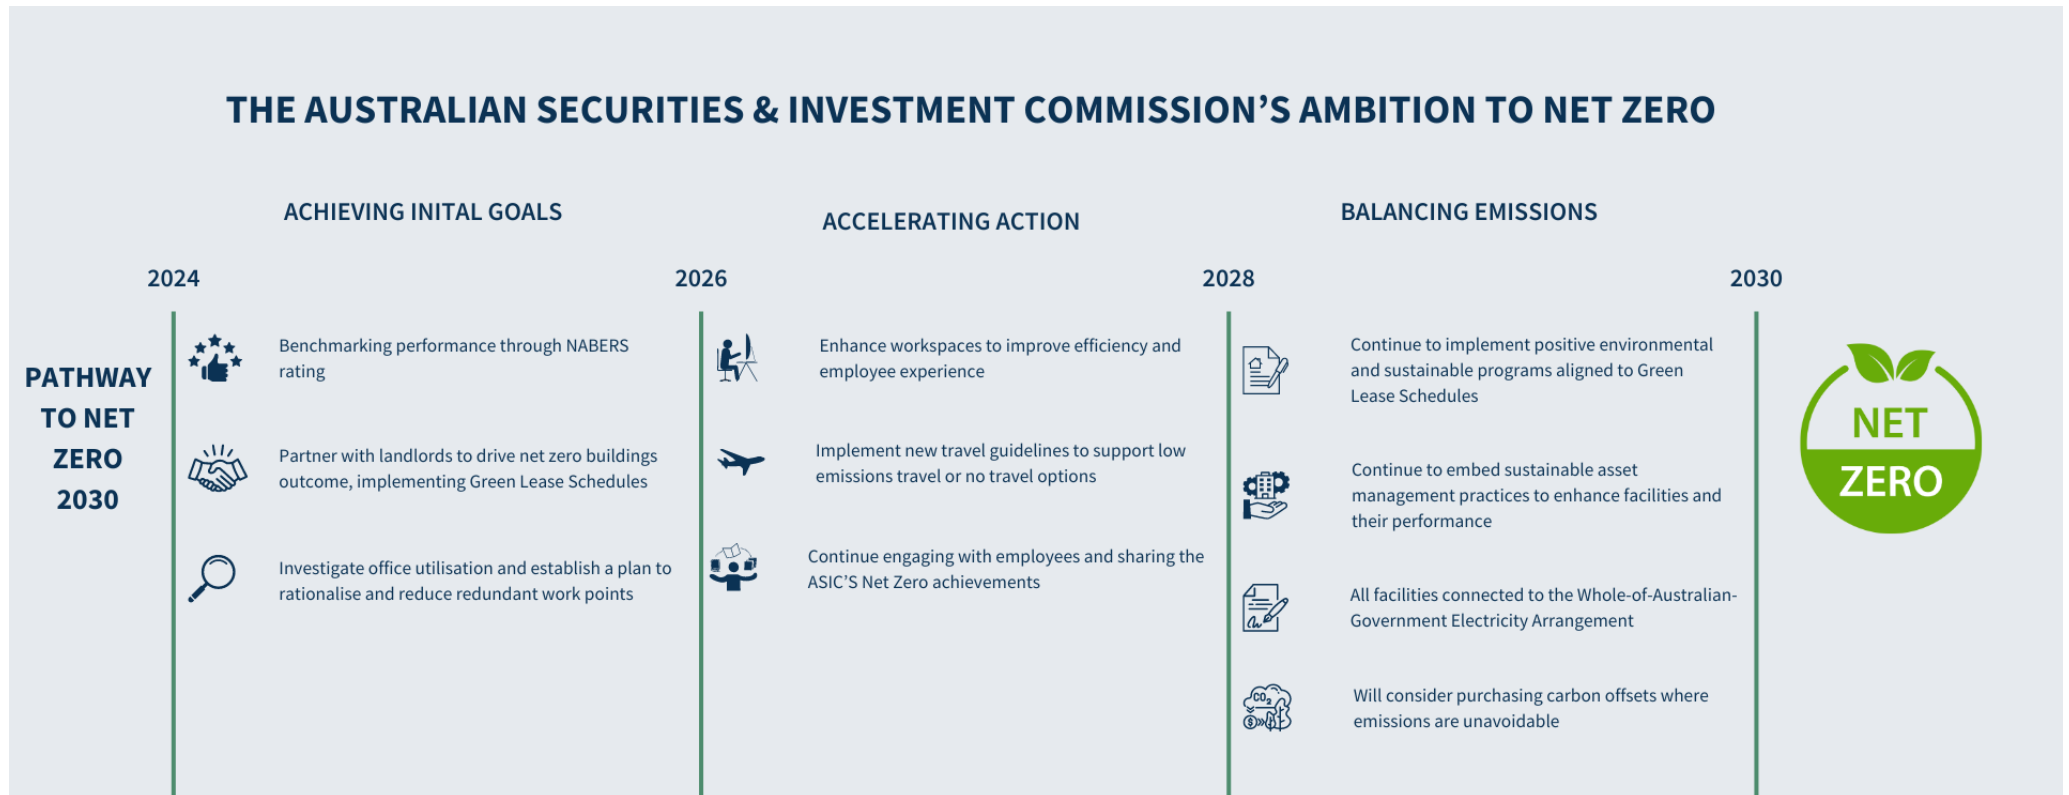 THE AUSTRALIAN SECURITIES & INVESTMENT COMMISSION’S AMBITION TO NET ZERO
PATHWAY
TO NET
ZERO
2030
ACHIEVING INITAL GOALS
2024
Benchmarking performance through NABERS
rating
Partner with landlords to drive net zero buildings
outcome, implementing Green Lease Schedules
Investigate office utilisation and establish a plan to
rationalise and reduce redundant work points
ACCELERATING ACTION
2026
Enhance workspaces to improve efficiency and
employee experience
Implement new travel guidelines to support low
emissions travel or no travel options
Continue engaging with employees and sharing the
ASIC’S Net Zero achievements
BALANCING EMISSIONS
2028
Continue to implement positive environmental
and sustainable programs aligned to Green
Lease Schedules
Continue to embed sustainable asset
management practices to enhance facilities and
their performance
All facilities connected to the Whole-of-Australian-
Government Electricity Arrangement
CO2
$
Will consider purchasing carbon offsets where
emissions are unavoidable
2030
NET
ZERO